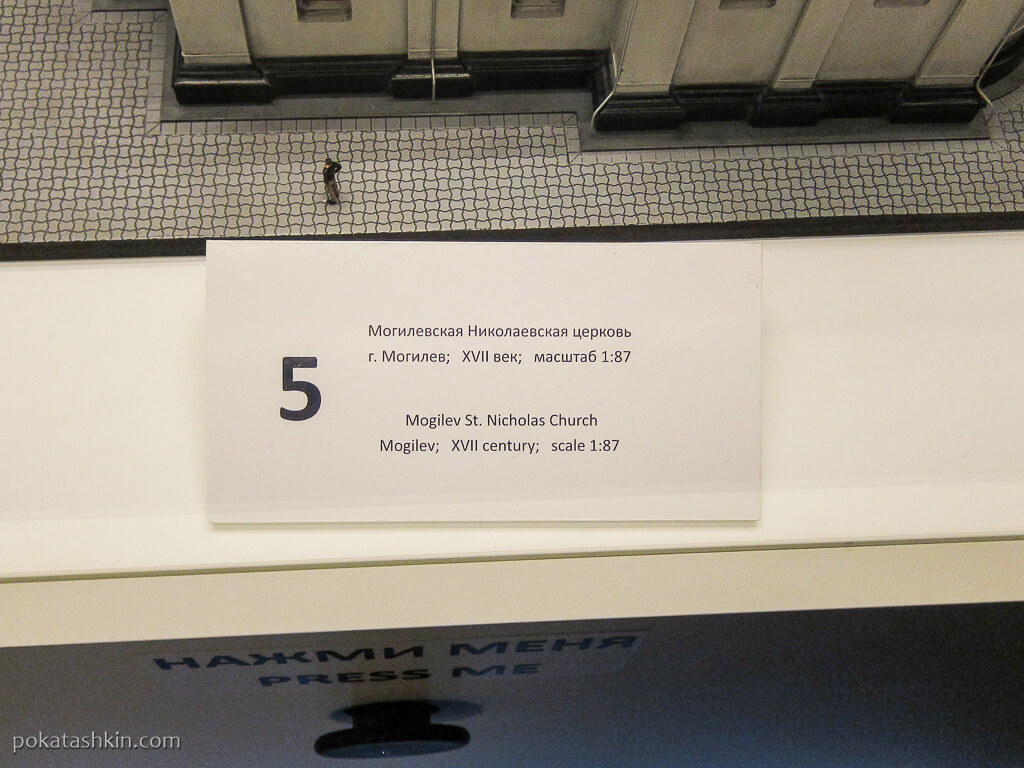 5
Могилевская Николаевская церковь
г. Могилев; XVII век; масштаб 1:87
Mogilev St. Nicholas Church
Mogilev; XVII century; scale 1:87
НАЖМИ МЕНЯ
PRESS ME
pokatashkin.com